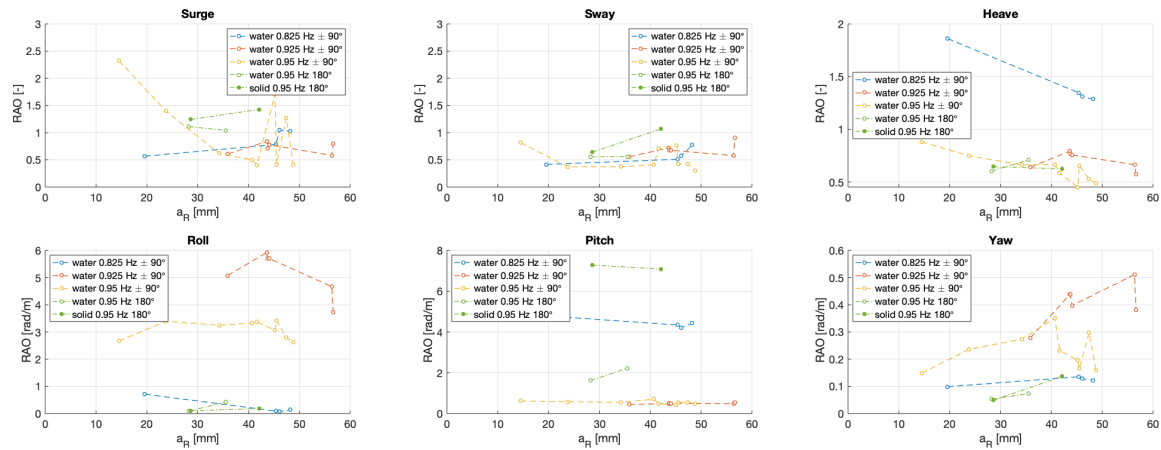 Surge
3
2.5
2
1.5
1
0.5
0
RAO [-]
water 0.825 Hz ± 90°
water 0.925 Hz ± 90°
water 0.95 Hz ± 90°
water 0.95 Hz 180°
solid 0.95 Hz 180°
0 10 20 30 40 50 60
a_R [mm]
Sway
3
2.5
2
1.5
1
0.5
0
RAO [-]
water 0.825 Hz ± 90°
water 0.925 Hz ± 90°
water 0.95 Hz ± 90°
water 0.95 Hz 180°
solid 0.95 Hz 180°
0 10 20 30 40 50 60
a_R [mm]
Heave
2
1.5
1
0.5
RAO [-]
water 0.825 Hz ± 90°
water 0.925 Hz ± 90°
water 0.95 Hz ± 90°
water 0.95 Hz 180°
solid 0.95 Hz 180°
0 10 20 30 40 50 60
a_R [mm]
Roll
6
5
4
3
2
1
0
RAO [rad/m]
water 0.825 Hz ± 90°
water 0.925 Hz ± 90°
water 0.95 Hz ± 90°
water 0.95 Hz 180°
solid 0.95 Hz 180°
0 10 20 30 40 50 60
a_R [mm]
Pitch
8
6
4
2
0
RAO [rad/m]
water 0.825 Hz ± 90°
water 0.925 Hz ± 90°
water 0.95 Hz ± 90°
water 0.95 Hz 180°
solid 0.95 Hz 180°
0 10 20 30 40 50 60
a_R [mm]
Yaw
0.6
0.5
0.4
0.3
0.2
0.1
0
RAO [rad/m]
water 0.825 Hz ± 90°
water 0.925 Hz ± 90°
water 0.95 Hz ± 90°
water 0.95 Hz 180°
solid 0.95 Hz 180°
0 10 20 30 40 50 60
a_R [mm]